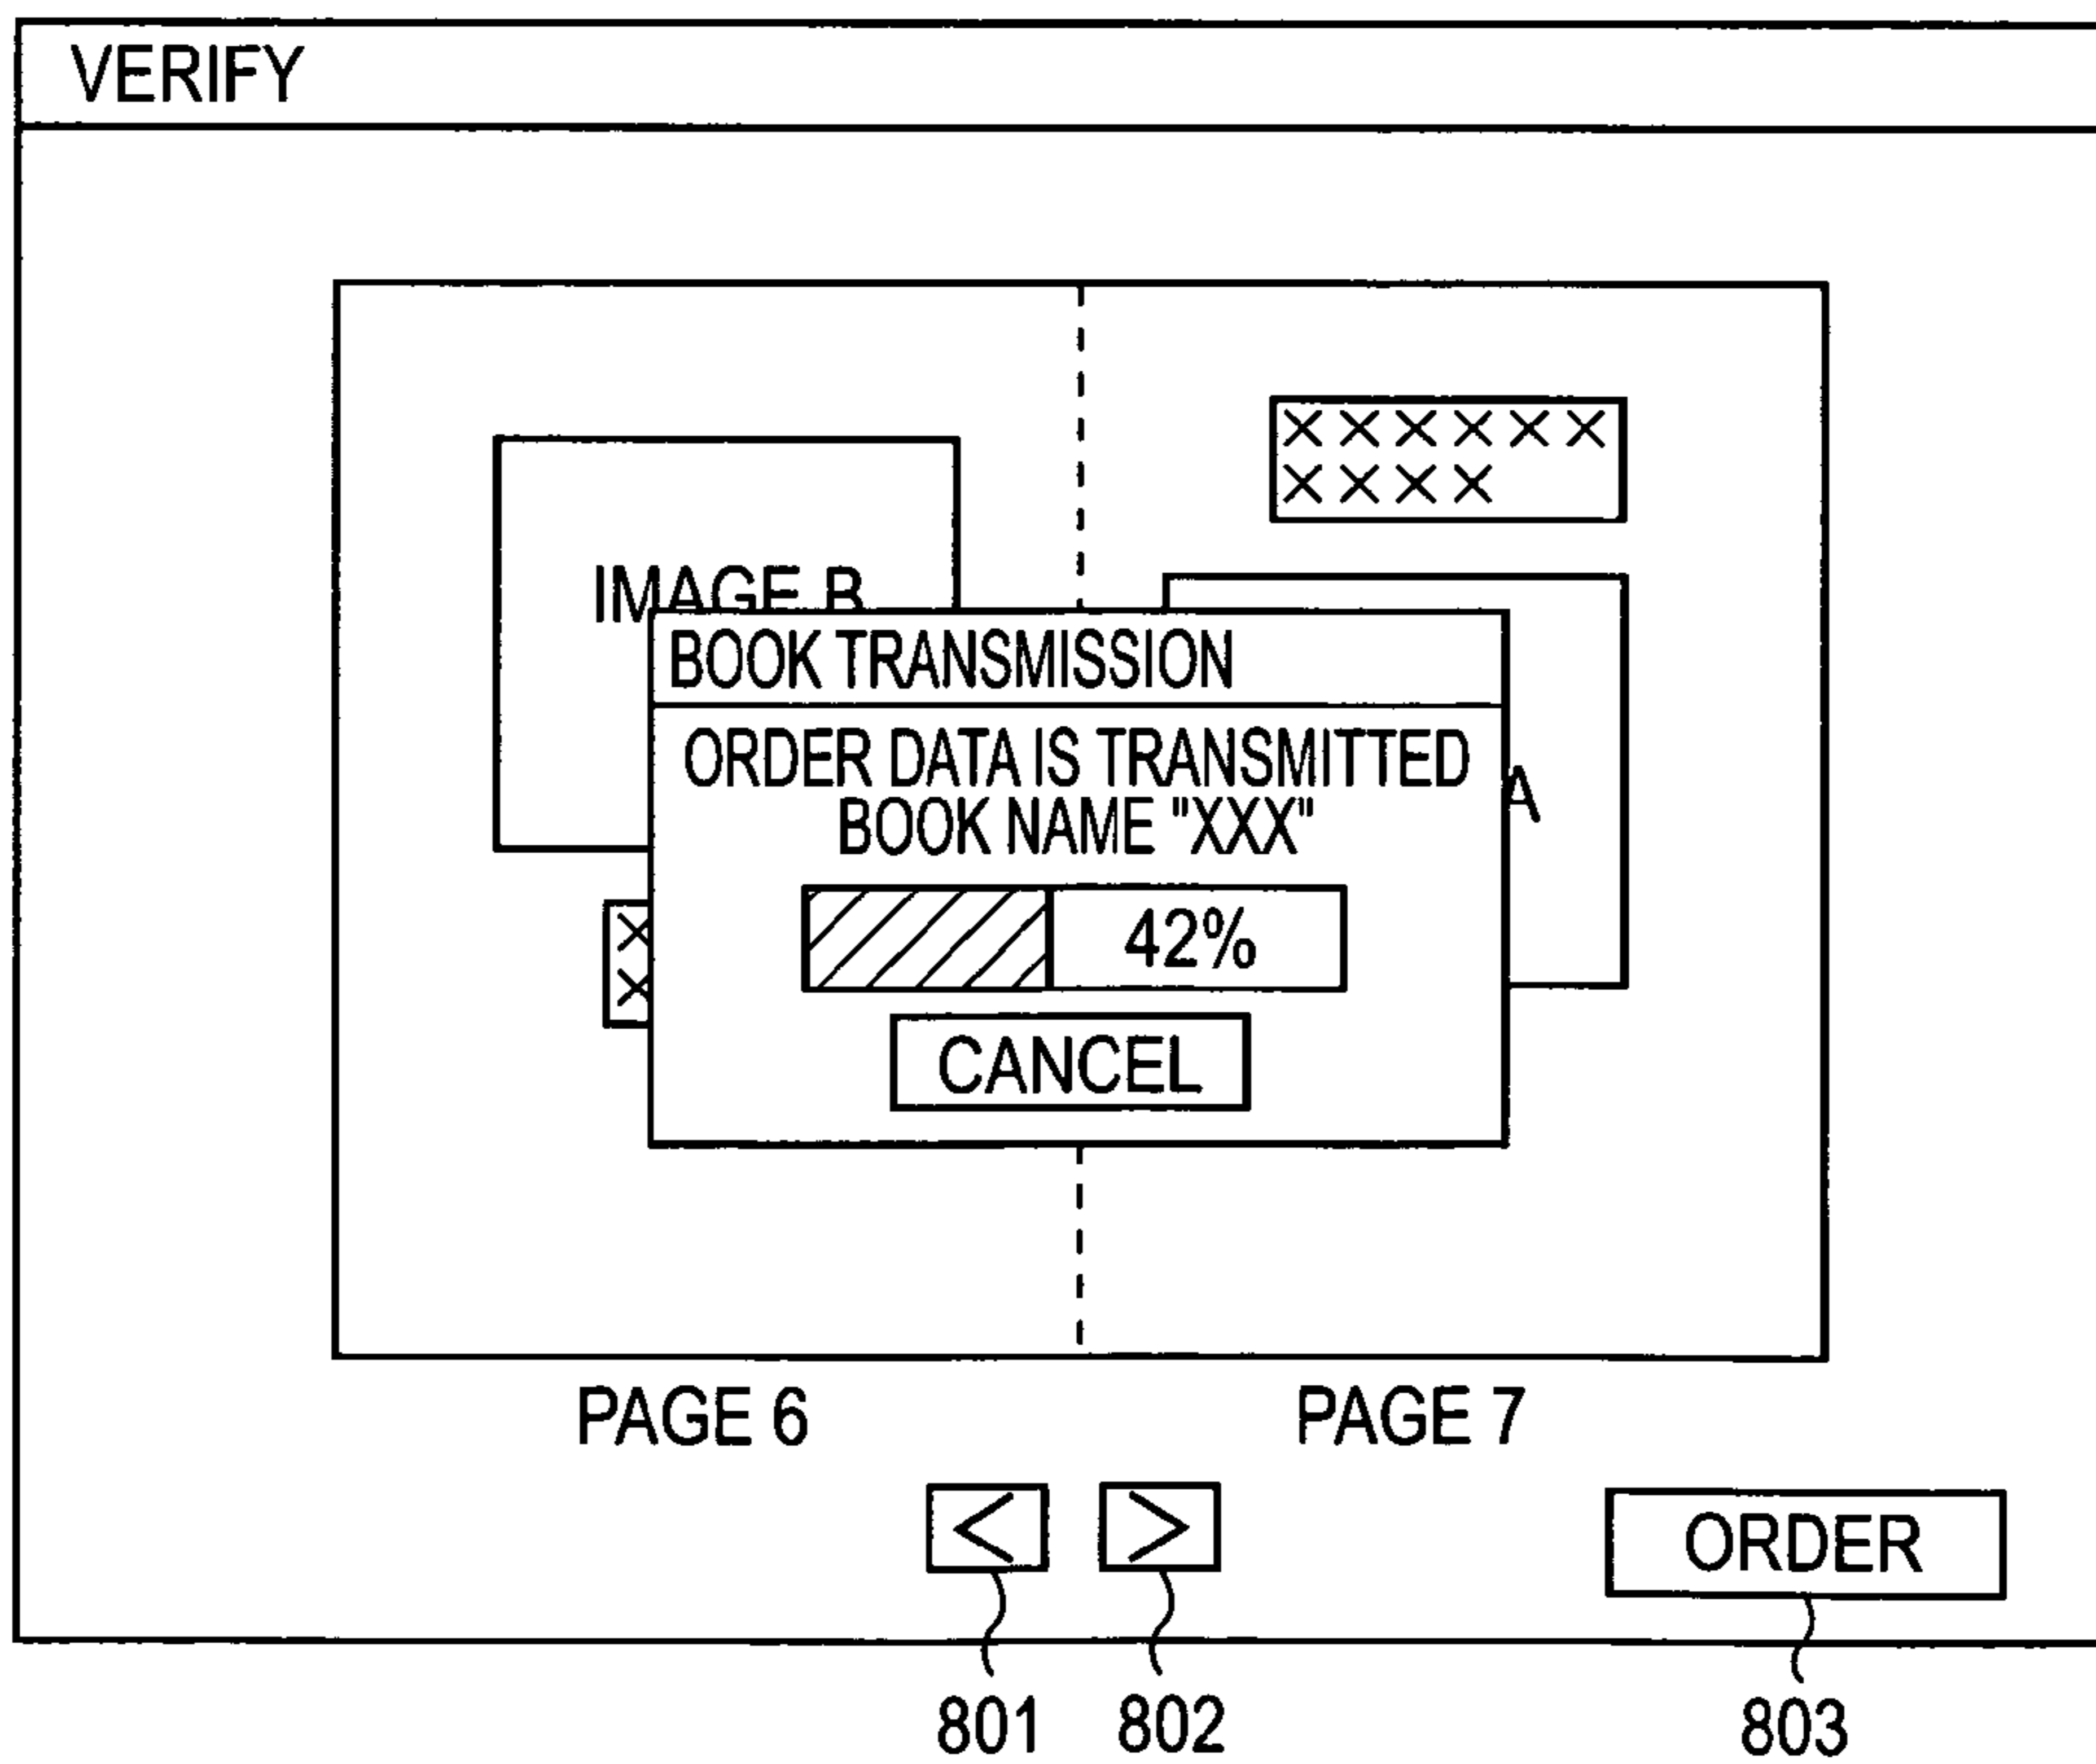 VERIFY
××××××
××××
IMAGE B
BOOK TRANSMISSION
ORDER DATA IS TRANSMITTED
A
BOOK NAME "XXX"
×
×
42%
CANCEL
PAGE 6
PAGE 7
<
>
ORDER
801
802
803